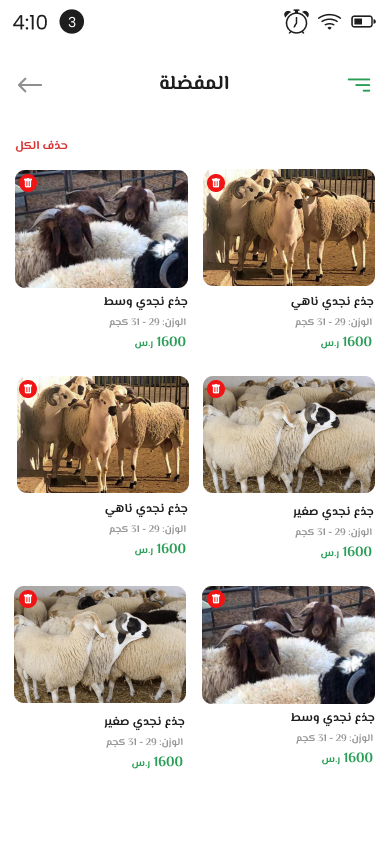 4:10 3
المفضلة
حذف الكل
جذع نجدي ناهي
الوزن: 29 - 31 كجم
1600 ر.س
جذع نجدي وسط
الوزن: 29 - 31 كجم
1600 ر.س
جذع نجدي صغير
الوزن: 29 - 31 كجم
1600 ر.س
جذع نجدي ناهي
الوزن: 29 - 31 كجم
1600 ر.س
جذع نجدي وسط
الوزن: 29 - 31 كجم
1600 ر.س
جذع نجدي صغير
الوزن: 29 - 31 كجم
1600 ر.س